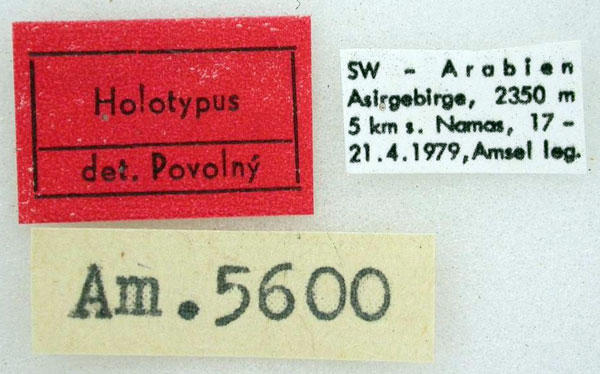 Holotypus
det. Povolný
SW - Arabien
Asirgebirge, 2350 m
5 km s. Namas, 17 -
21.4.1979, Amsel leg.
Am. 5600